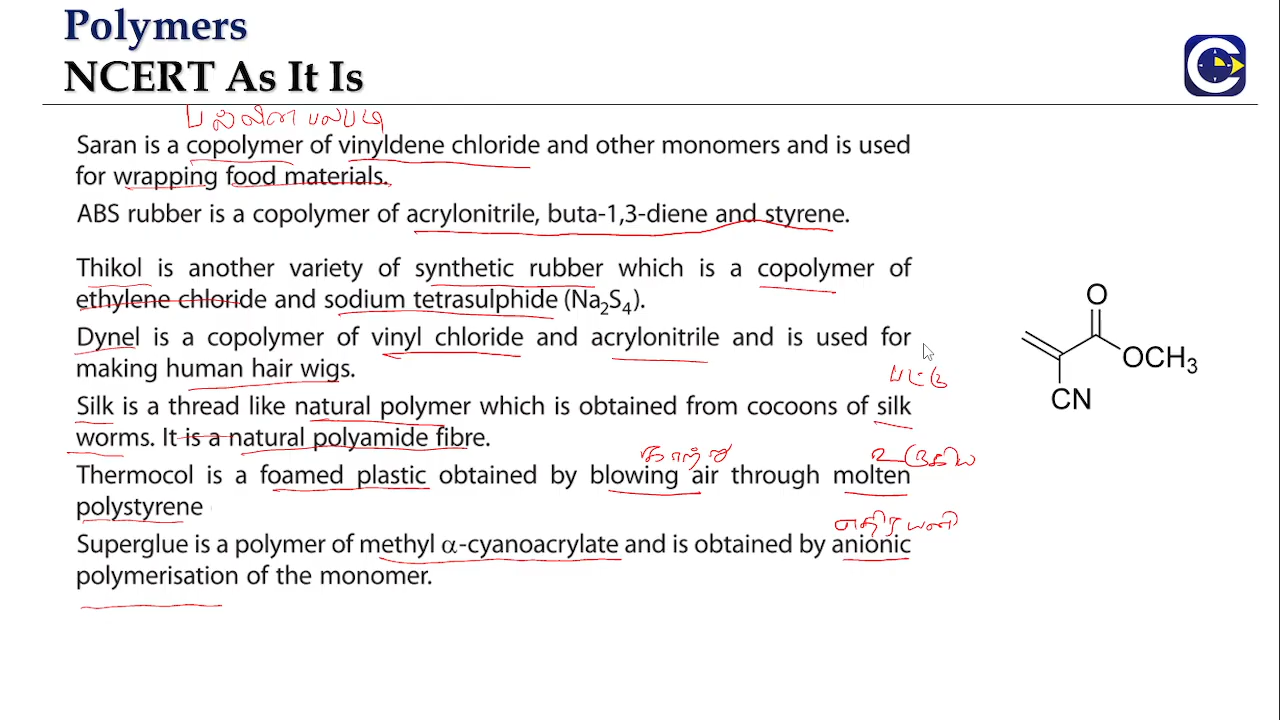 Polymers
NCERT As It Is
Saran is a copolymer of vinyldene chloride and other monomers and is used
for wrapping food materials.
ABS rubber is a copolymer of acrylonitrile, buta-1,3-diene and styrene.
Thikol is another variety of synthetic rubber which is a copolymer of
ethylene chloride and sodium tetrasulphide (Na₂S₄).
Dynel is a copolymer of vinyl chloride and acrylonitrile and is used for
making human hair wigs.
பட்டு
Silk is a thread like natural polymer which is obtained from cocoons of silk
worms. It is a natural polyamide fibre.
காற்று உருகிய
Thermocol is a foamed plastic obtained by blowing air through molten
polystyrene
எதிரயனி
Superglue is a polymer of methyl α-cyanoacrylate and is obtained by anionic
polymerisation of the monomer.
O
OCH₃
CN